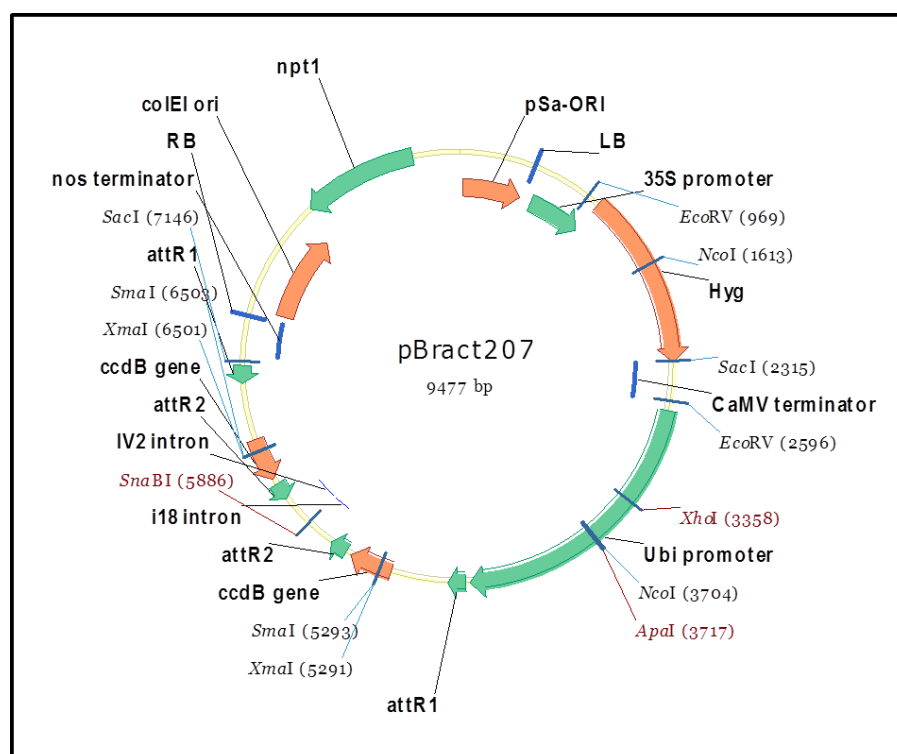 npt1
colEI ori
pSa-ORI
RB
LB
nos terminator
35S promoter
SacI (7146)
EcoRV (969)
attR1
NcoI (1613)
SmaI (6503)
Hyg
XmaI (6501)
pBract207
ccdB gene
9477 bp
SacI (2315)
attR2
CaMV terminator
IV2 intron
EcoRV (2596)
SnaBI (5886)
i18 intron
XhoI (3358)
attR2
Ubi promoter
ccdB gene
NcoI (3704)
SmaI (5293)
ApaI (3717)
XmaI (5291)
attR1